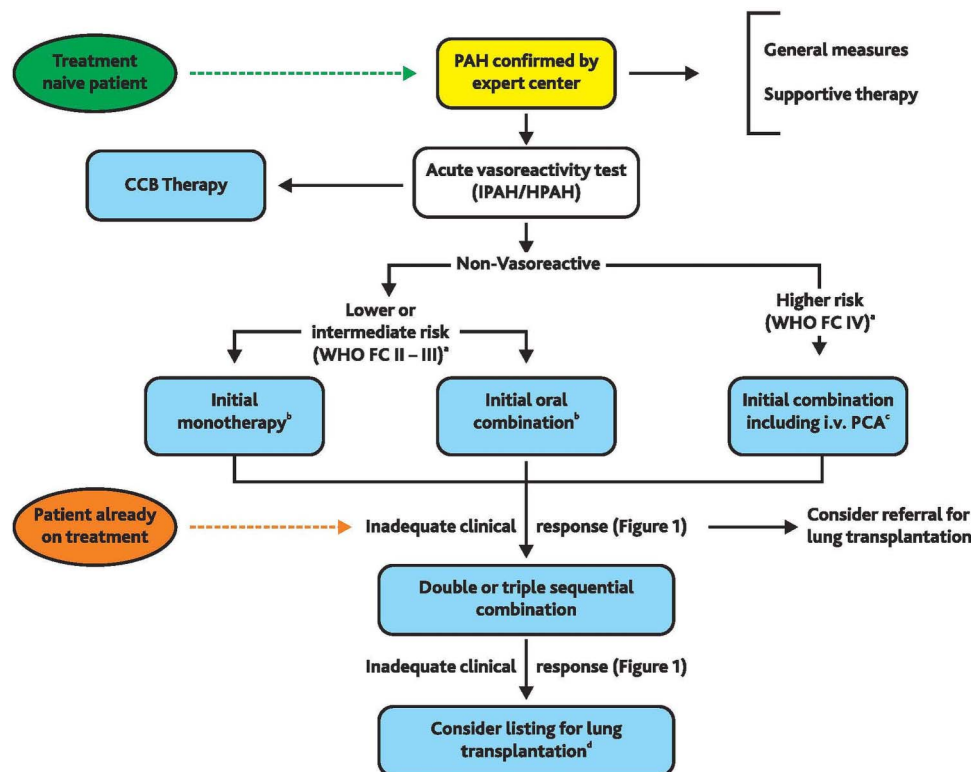 Treatment
naive patient
PAH confirmed by
expert center
General measures
Supportive therapy
CCB Therapy
Acute vasoreactivity test
(IPAH/HPAH)
Non-Vasoreactive
Lower or
intermediate risk
(WHO FC II – III)ᵃ
Higher risk
(WHO FC IV)ᵃ
Initial
monotherapyᵇ
Initial oral
combinationᵇ
Initial combination
including i.v. PCAᶜ
Patient already
on treatment
Inadequate clinical response (Figure 1)
Consider referral for
lung transplantation
Double or triple sequential
combination
Inadequate clinical response (Figure 1)
Consider listing for lung
transplantationᵈ